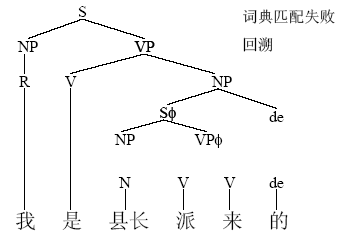 S
词典匹配失败
NP VP
回溯
R V NP
Sϕ de
NP VPϕ
N V V de
我 是 县长 派 来 的